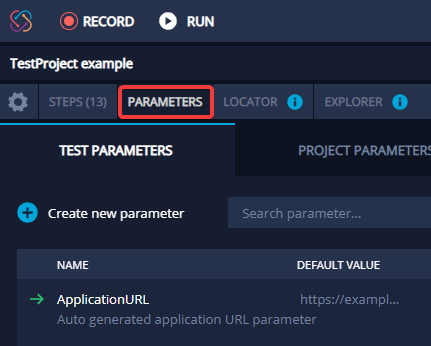 RECORD RUN
TestProject example
STEPS (13) PARAMETERS LOCATOR i EXPLORER i
TEST PARAMETERS PROJECT PARAMETERS
Create new parameter Search parameter...
NAME DEFAULT VALUE
ApplicationURL https://exampl...
Auto generated application URL parameter